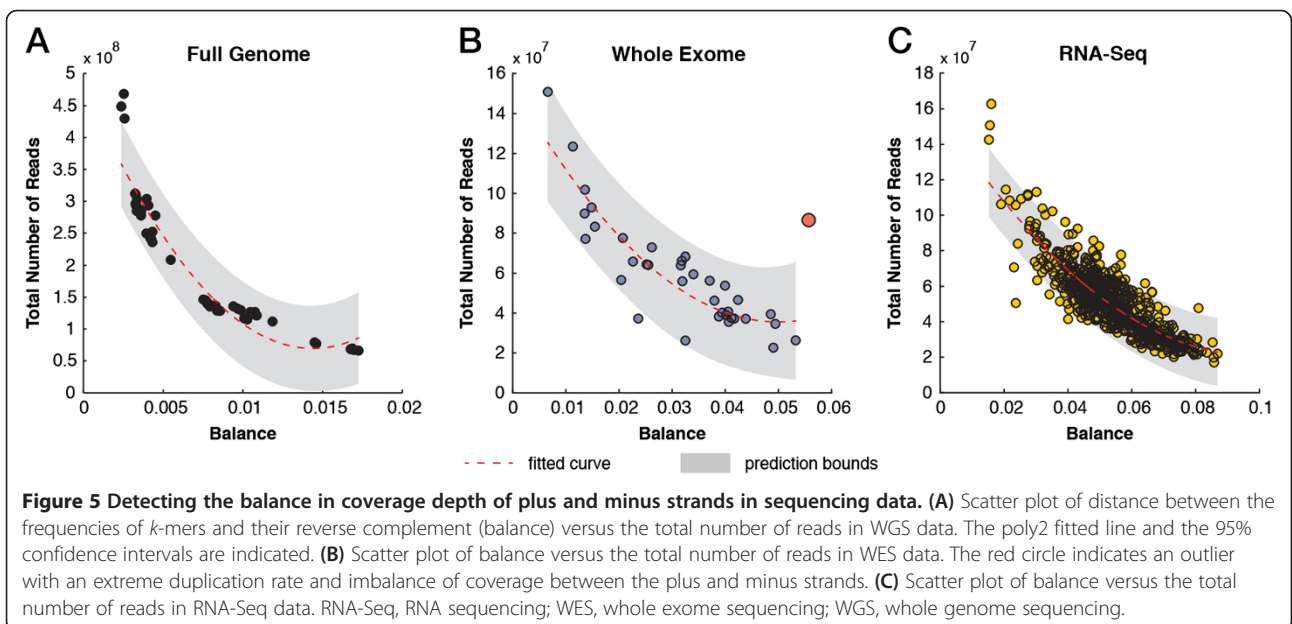 A
Full Genome
x 10⁸
5
4.5
4
3.5
3
2.5
2
1.5
1
0.5
0
Total Number of Reads
0 0.005 0.01 0.015 0.02
Balance
B
Whole Exome
x 10⁷
16
14
12
10
8
6
4
2
0
Total Number of Reads
0 0.01 0.02 0.03 0.04 0.05 0.06
Balance
C
RNA-Seq
x 10⁷
18
16
14
12
10
8
6
4
2
0
Total Number of Reads
0 0.02 0.04 0.06 0.08 0.1
Balance
fitted curve prediction bounds
Figure 5 Detecting the balance in coverage depth of plus and minus strands in sequencing data. (A) Scatter plot of distance between the
frequencies of k-mers and their reverse complement (balance) versus the total number of reads in WGS data. The poly2 fitted line and the 95%
confidence intervals are indicated. (B) Scatter plot of balance versus the total number of reads in WES data. The red circle indicates an outlier
with an extreme duplication rate and imbalance of coverage between the plus and minus strands. (C) Scatter plot of balance versus the total
number of reads in RNA-Seq data. RNA-Seq, RNA sequencing; WES, whole exome sequencing; WGS, whole genome sequencing.